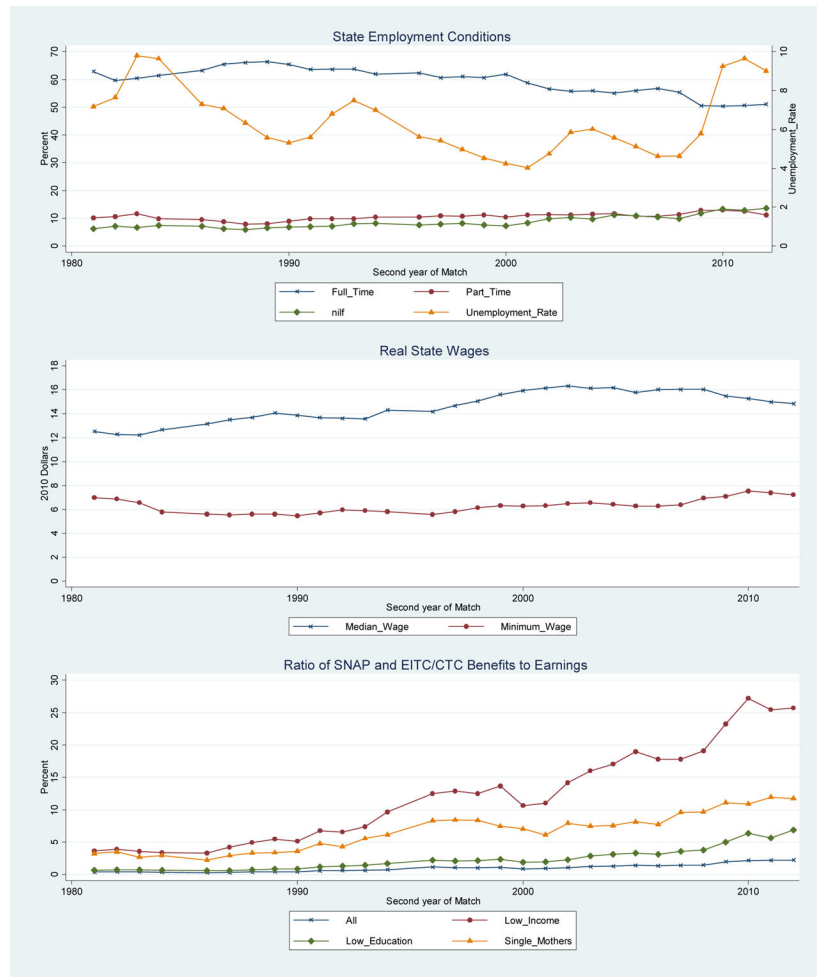 State Employment Conditions
70
60
50
40
30
20
10
0
Percent
10
8
6
4
2
0
Unemployment_Rate
1980 1990 2000 2010
Second year of Match
Full_Time Part_Time
nilf Unemployment_Rate
Real State Wages
18
16
14
12
10
8
6
4
2
0
2010 Dollars
1980 1990 2000 2010
Second year of Match
Median_Wage Minimum_Wage
Ratio of SNAP and EITC/CTC Benefits to Earnings
30
25
20
15
10
5
0
Percent
1980 1990 2000 2010
Second year of Match
All Low_Income
Low_Education Single_Mothers